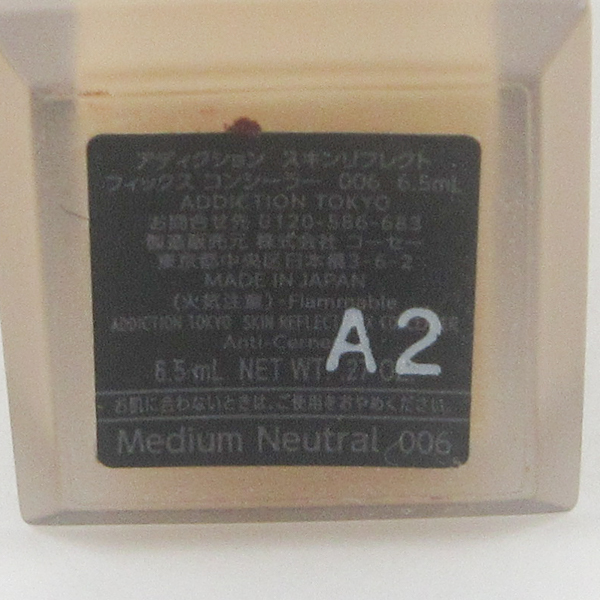 アディクション スキンリフレクト
フィックス コンシーラー 006 6.5mL
ADDICTION TOKYO
お問合せ先 0120-586-683
製造販売元 株式会社 コーセー
東京都中央区日本橋3-6-2
MADE IN JAPAN
(火気注意)・Flammable
ADDICTION TOKYO SKIN REFLECT
Anti-Cerne
A2
6.5 mL NET WT. .27 OZ.
お肌に合わないときは、ご使用をおやめください。
Medium Neutral 006